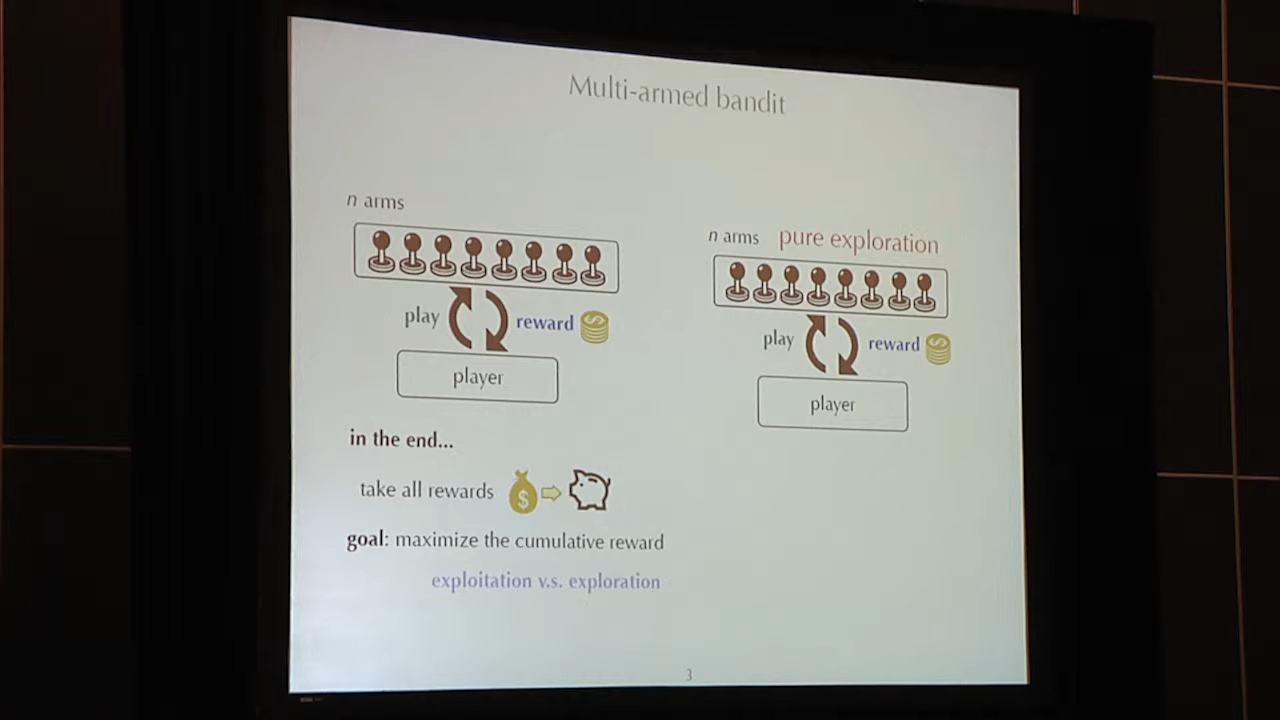 Multi-armed bandit
n arms
play
reward
player
in the end...
take all rewards
$
goal: maximize the cumulative reward
exploitation v.s. exploration
n arms pure exploration
play
reward
player
3